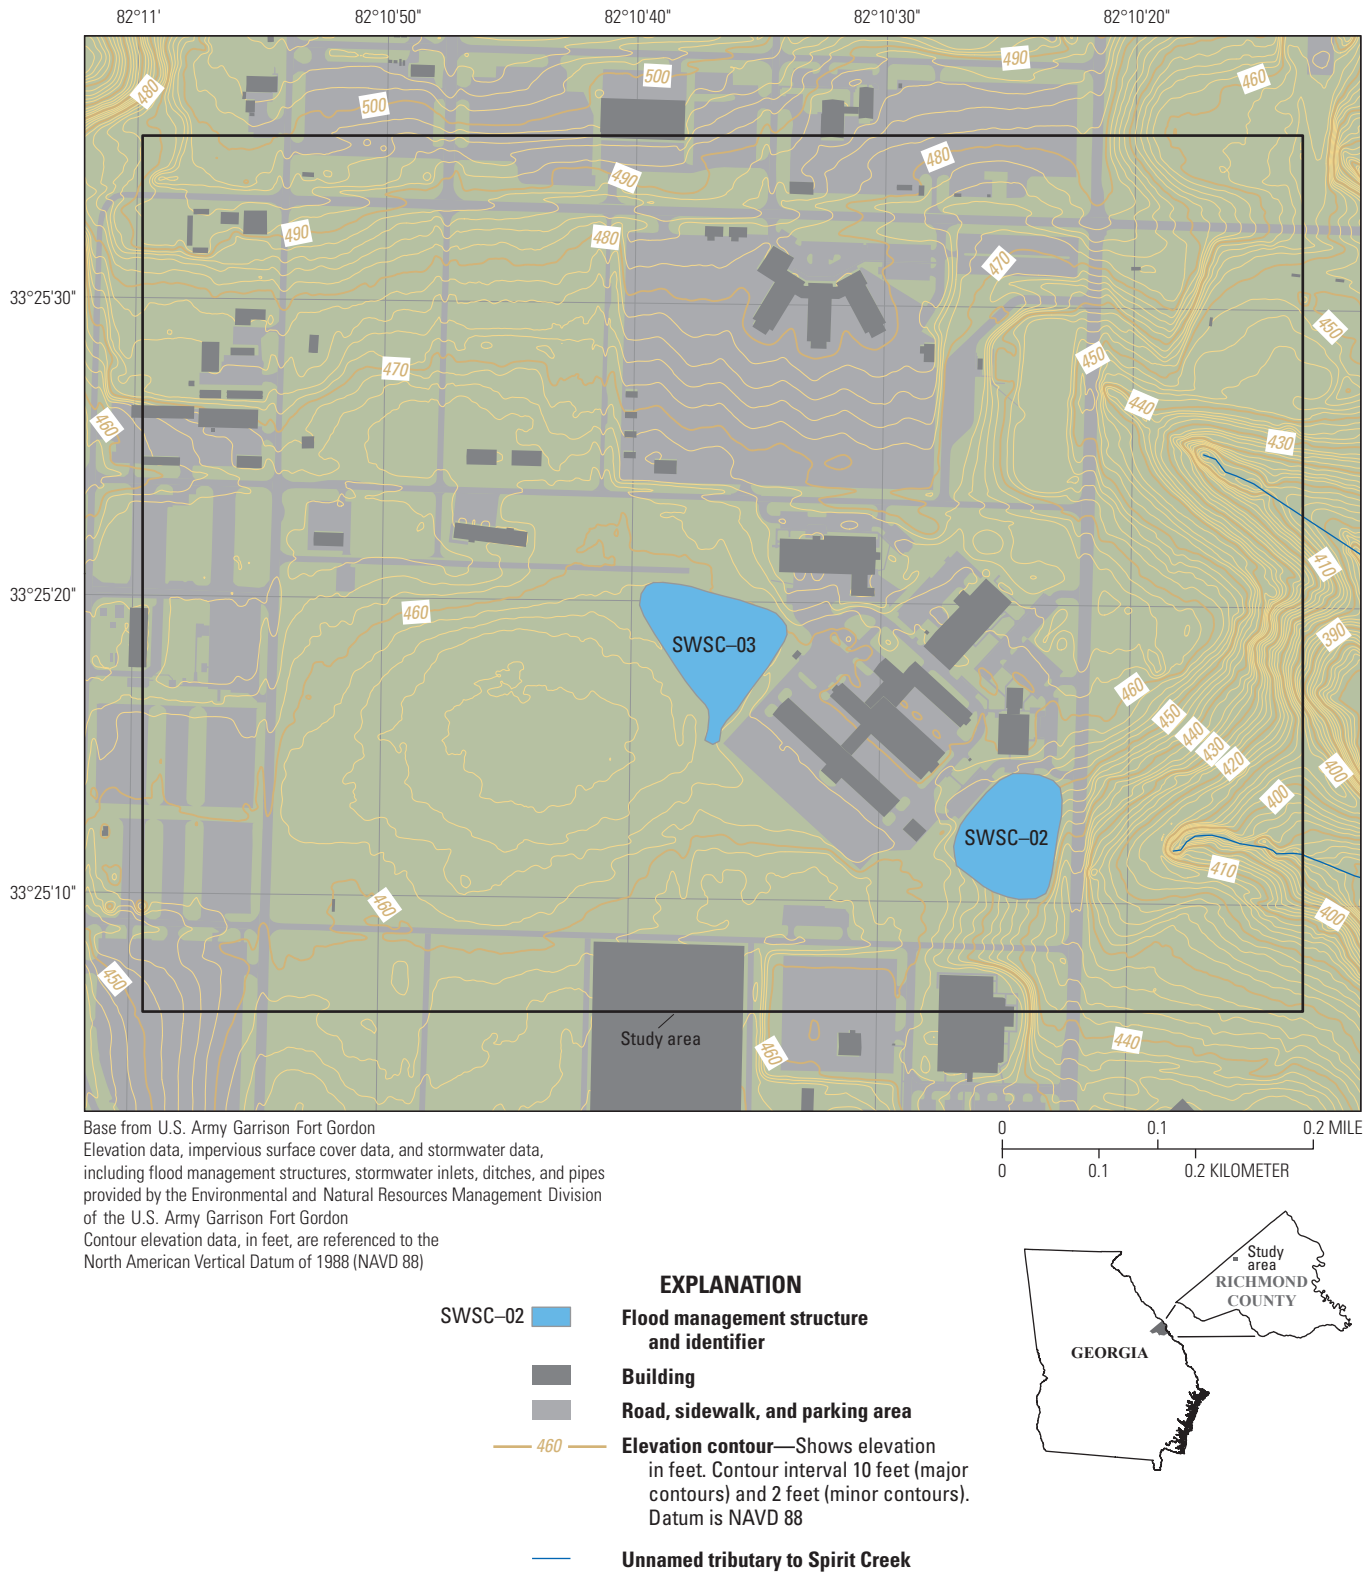 82°11'
82°10'50"
82°10'40"
82°10'30"
82°10'20"
490
500
460
480
500
480
490
490
480
470
33°25'30"
450
450
470
440
460
430
410
33°25'20"
460
390
SWSC–03
460
450
440
430
420
400
400
SWSC–02
410
33°25'10"
460
400
450
Study area
440
460
Base from U.S. Army Garrison Fort Gordon
Elevation data, impervious surface cover data, and stormwater data,
including flood management structures, stormwater inlets, ditches, and pipes
provided by the Environmental and Natural Resources Management Division
of the U.S. Army Garrison Fort Gordon
Contour elevation data, in feet, are referenced to the
North American Vertical Datum of 1988 (NAVD 88)
0 0.1 0.2 MILE
0 0.1 0.2 KILOMETER
Study
area
RICHMOND
COUNTY
GEORGIA
EXPLANATION
SWSC–02 Flood management structure
and identifier
Building
Road, sidewalk, and parking area
460 Elevation contour—Shows elevation
in feet. Contour interval 10 feet (major
contours) and 2 feet (minor contours).
Datum is NAVD 88
Unnamed tributary to Spirit Creek